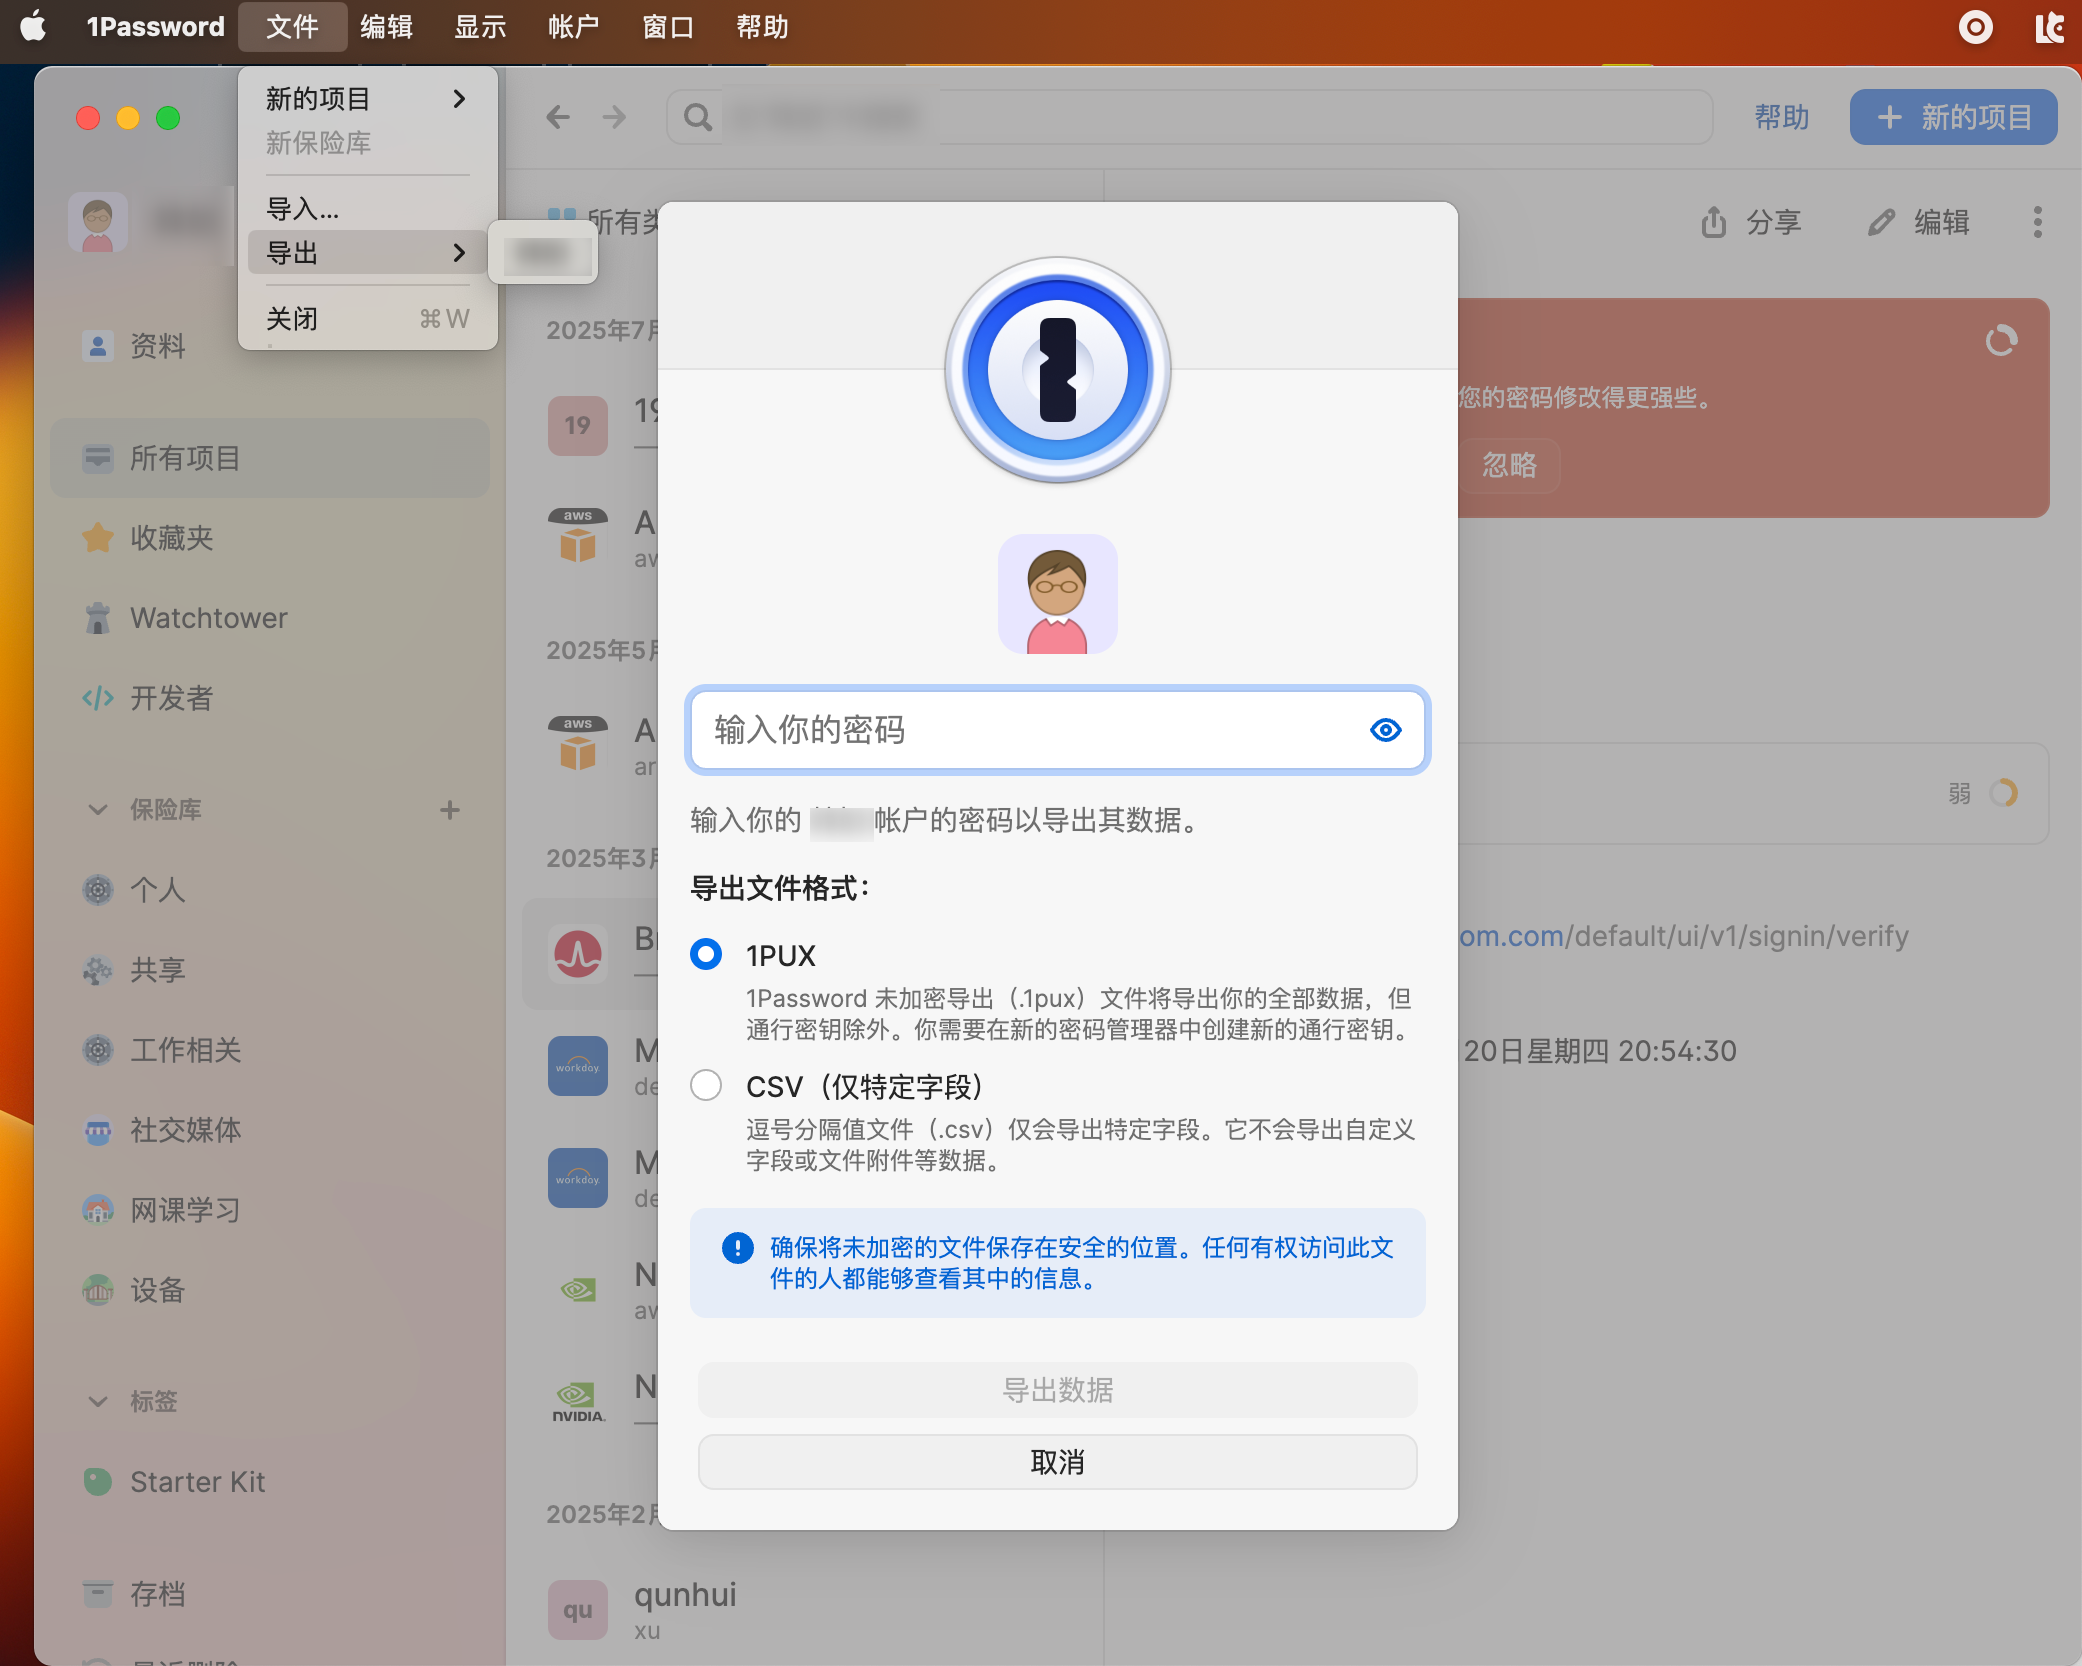 1Password 文件 编辑 显示 帐户 窗口 帮助
新的项目
新保险库
导入...
导出
关闭 ⌘W
帮助
+ 新的项目
资料
所有项目
收藏夹
Watchtower
开发者
保险库
个人
共享
工作相关
社交媒体
网课学习
设备
标签
Starter Kit
存档
所有类
2025年7月
19
19
aws
A
aw
2025年5月
aws
A
ar
2025年3月
B
workday.
M
de
workday.
M
de
N
aw
NVIDIA.
N
2025年2月
qu
qunhui
xu
输入你的密码
输入你的 帐户的密码以导出其数据。
导出文件格式:
1PUX
1Password 未加密导出（.1pux）文件将导出你的全部数据，但
通行密钥除外。你需要在新的密码管理器中创建新的通行密钥。
CSV（仅特定字段）
逗号分隔值文件（.csv）仅会导出特定字段。它不会导出自定义
字段或文件附件等数据。
确保将未加密的文件保存在安全的位置。任何有权访问此文
件的人都能够查看其中的信息。
导出数据
取消
分享
编辑
您的密码修改得更强些。
忽略
弱
om.com/default/ui/v1/signin/verify
20日星期四 20:54:30